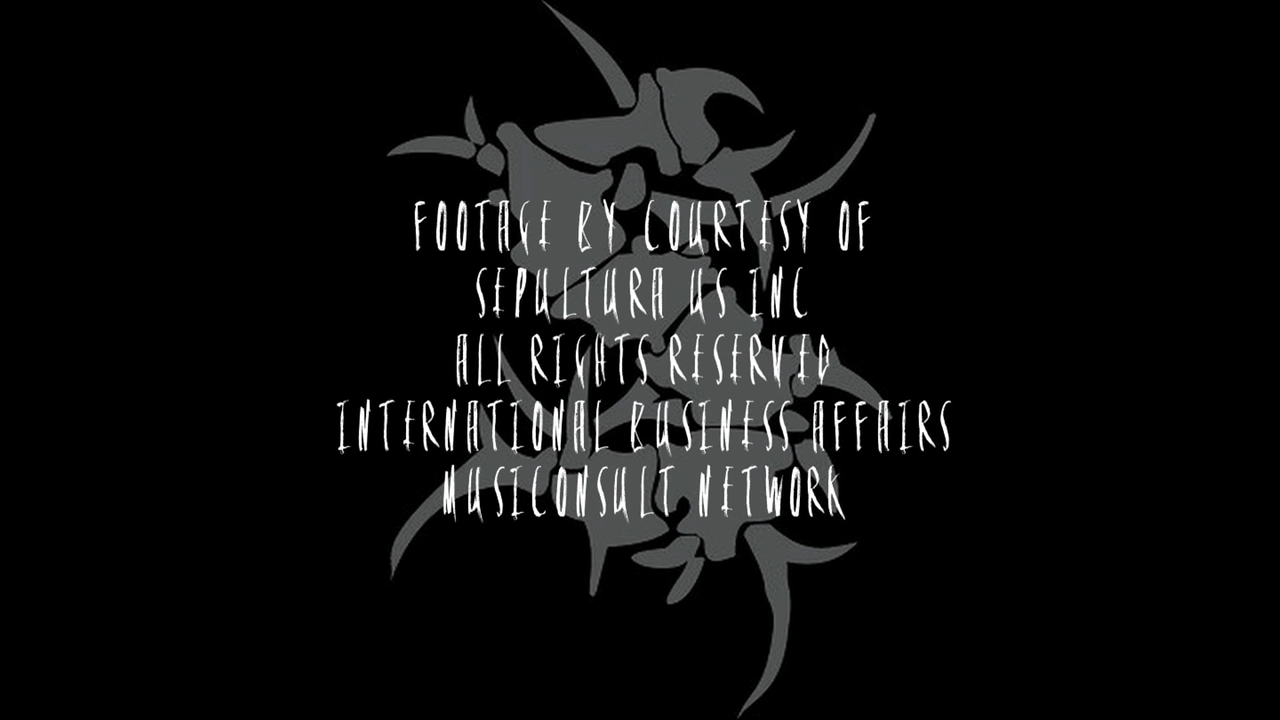 FOOTAGE BY COURTESY OF
SEPULTURA US INC
ALL RIGHTS RESERVED
INTERNATIONAL BUSINESS AFFAIRS
MUSICONSULT NETWORK